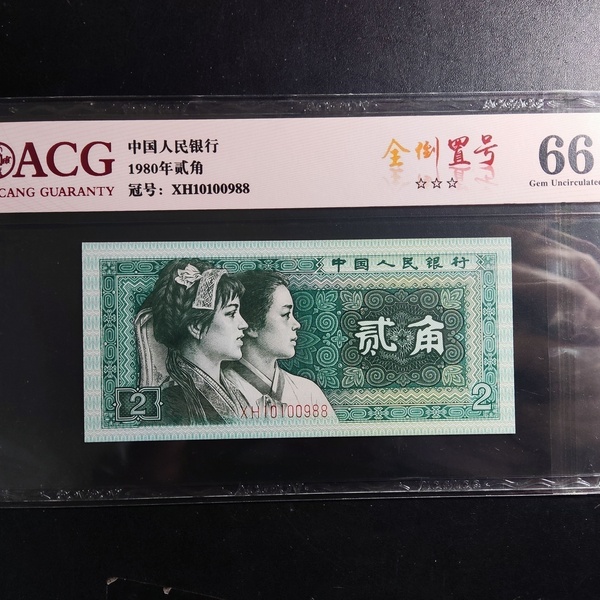 ACG
CANG GUARANTY
中国人民银行
1980年贰角
冠号：XH10100988
全倒置号
☆☆☆
66
Gem Uncirculated
中国人民银行
贰角
2
XH10100988
2